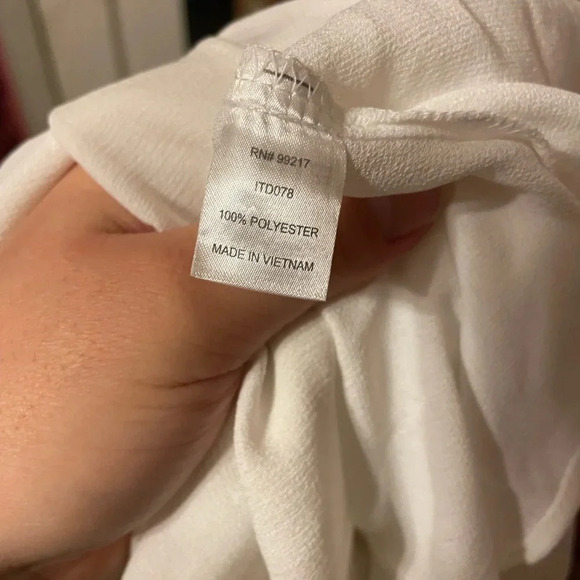 RN# 99217
ITD078
100% POLYESTER
MADE IN VIETNAM